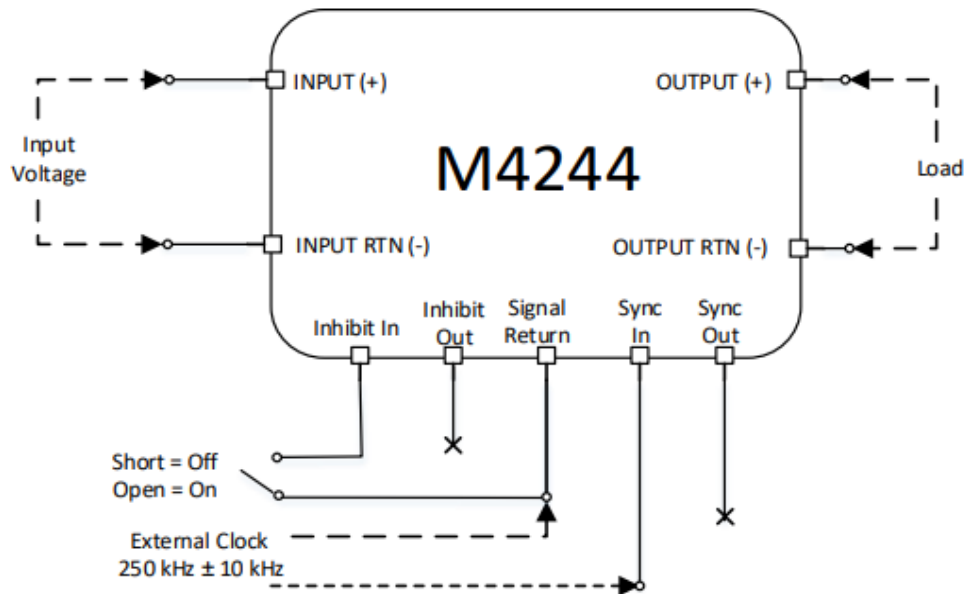 INPUT (+)
OUTPUT (+)
Input
Voltage
M4244
Load
INPUT RTN (-)
OUTPUT RTN (-)
Inhibit In
Inhibit
Out
Signal
Return
Sync
In
Sync
Out
Short = Off
Open = On
External Clock
250 kHz ± 10 kHz